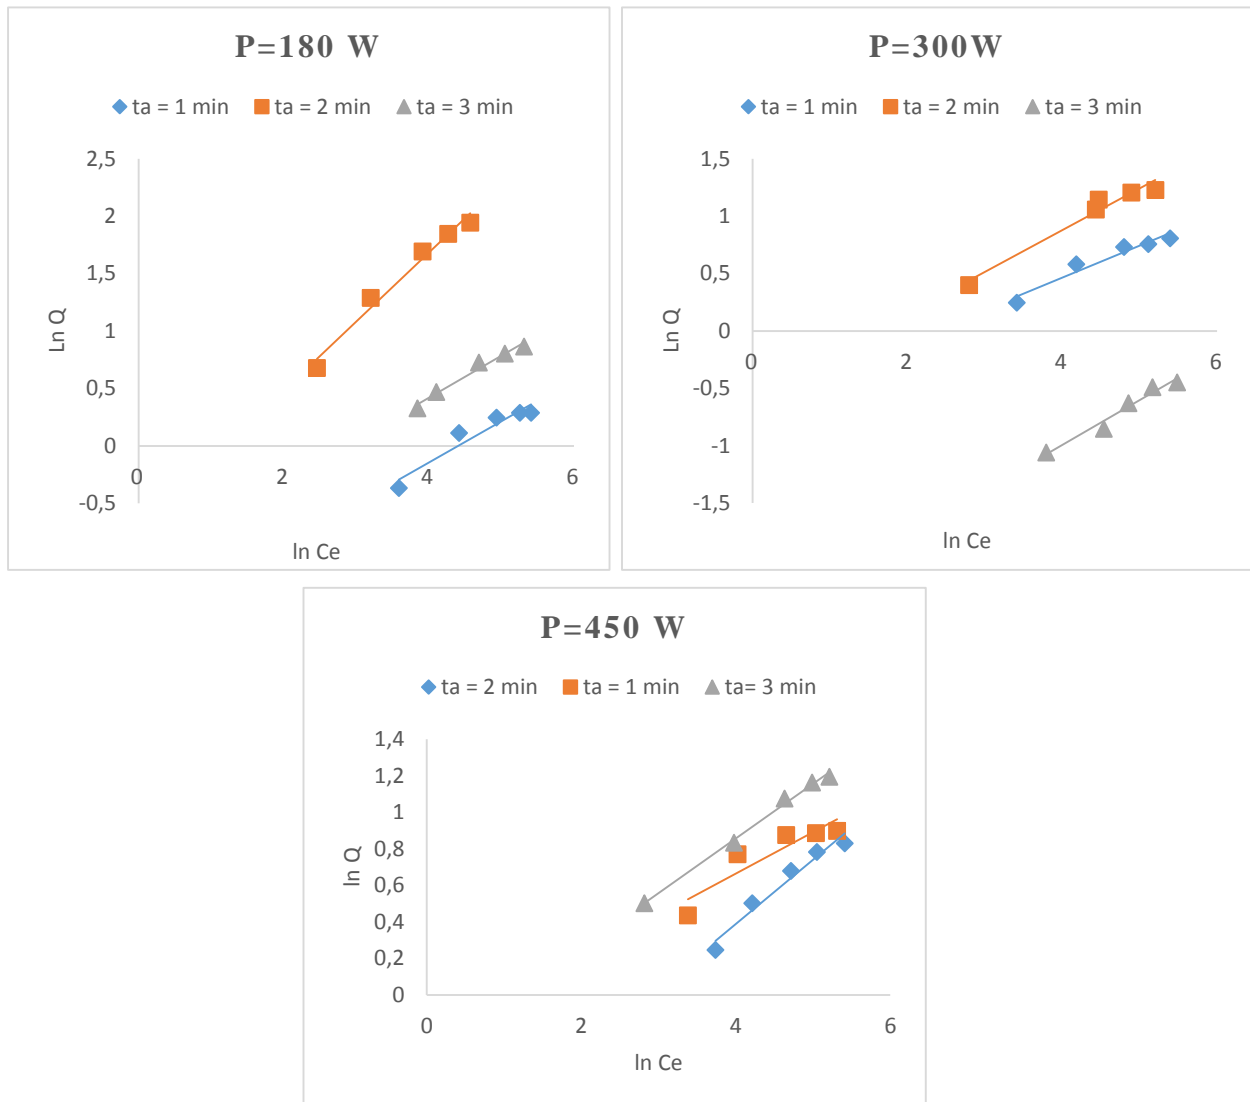 P=180 W
ta = 1 min ta = 2 min ta = 3 min
2,5
2
1,5
1
0,5
0
-0,5
Ln Q
0 2 4 6
ln Ce
P=300W
ta = 1 min ta = 2 min ta = 3 min
1,5
1
0,5
0
-0,5
-1
-1,5
Ln Q
0 2 4 6
ln Ce
P=450 W
ta = 2 min ta = 1 min ta= 3 min
1,4
1,2
1
0,8
0,6
0,4
0,2
0
ln Q
0 2 4 6
ln Ce